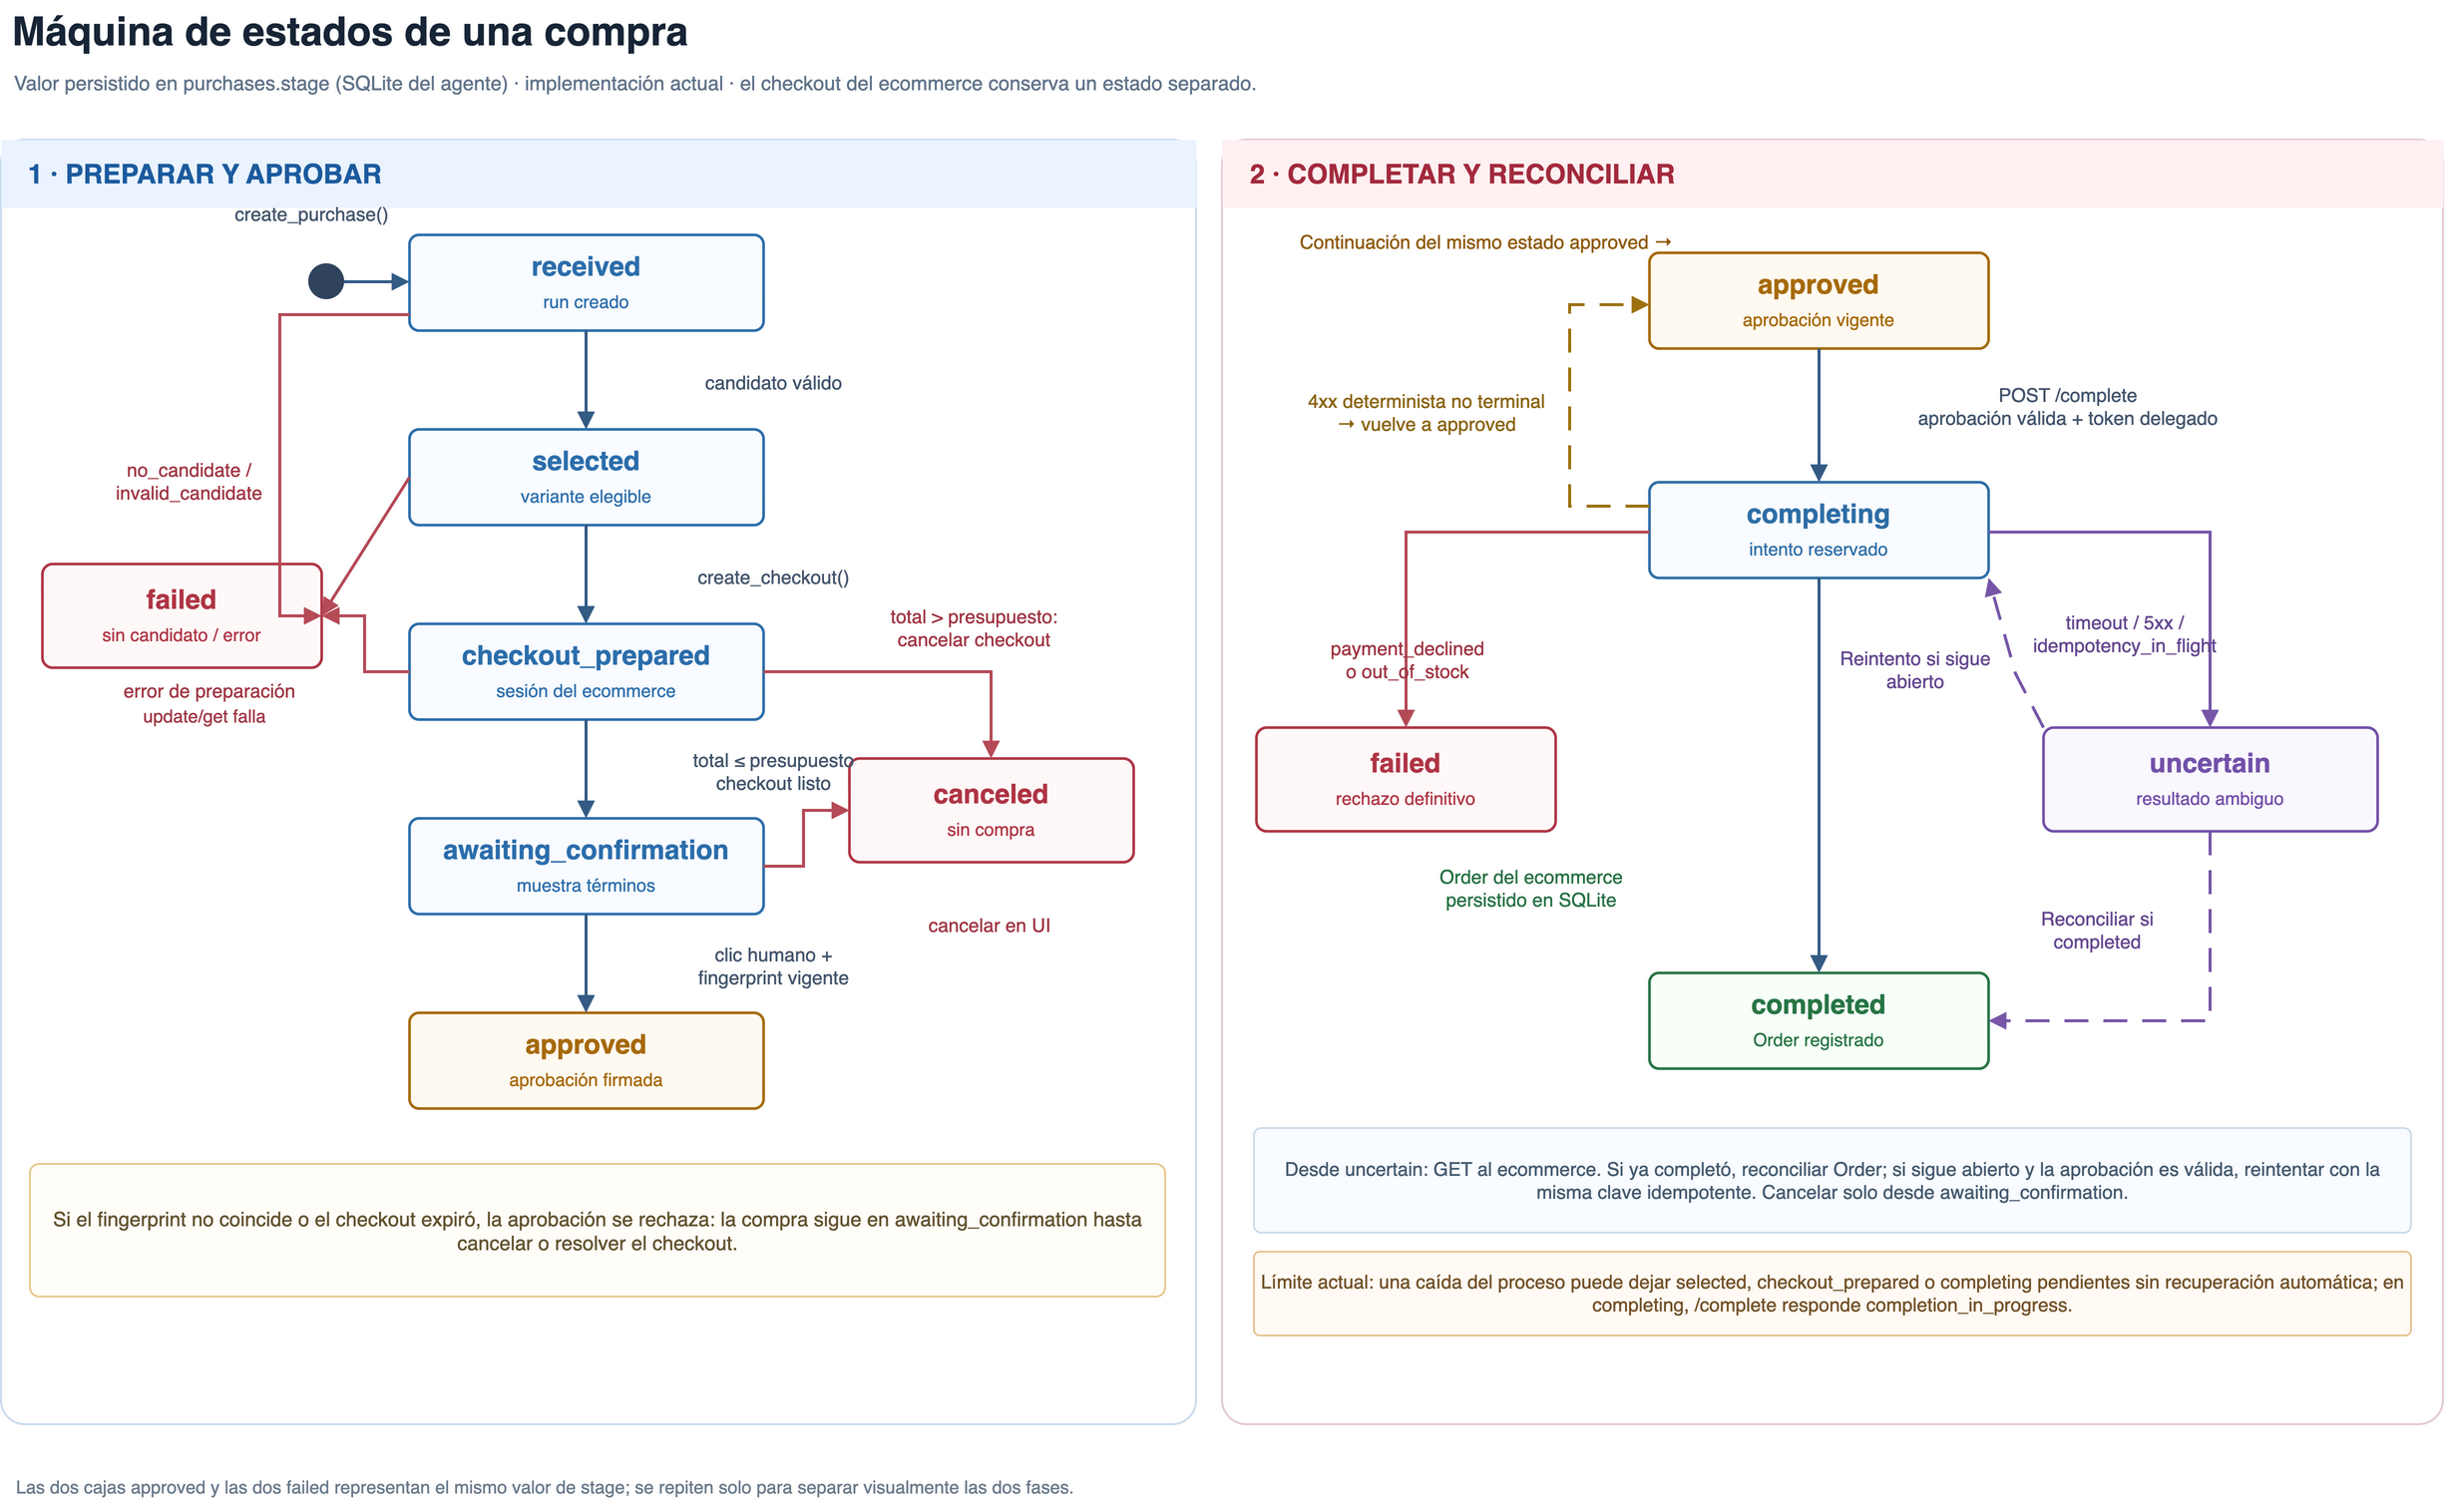 Máquina de estados de una compra
Valor persistido en purchases.stage (SQLite del agente) · implementación actual · el checkout del ecommerce conserva un estado separado.
1 · PREPARAR Y APROBAR
create_purchase()
received
run creado
candidato válido
selected
variante elegible
no_candidate /
invalid_candidate
create_checkout()
failed
sin candidato / error
error de preparación
update/get falla
checkout_prepared
sesión del ecommerce
total > presupuesto:
cancelar checkout
total ≤ presupuesto
checkout listo
canceled
sin compra
awaiting_confirmation
muestra términos
cancelar en UI
clic humano +
fingerprint vigente
approved
aprobación firmada
Si el fingerprint no coincide o el checkout expiró, la aprobación se rechaza: la compra sigue en awaiting_confirmation hasta
cancelar o resolver el checkout.
2 · COMPLETAR Y RECONCILIAR
Continuación del mismo estado approved →
approved
aprobación vigente
4xx determinista no terminal
→ vuelve a approved
POST /complete
aprobación válida + token delegado
completing
intento reservado
payment_declined
o out_of_stock
Reintento si sigue
abierto
timeout / 5xx /
idempotency_in_flight
failed
rechazo definitivo
uncertain
resultado ambiguo
Order del ecommerce
persistido en SQLite
Reconciliar si
completed
completed
Order registrado
Desde uncertain: GET al ecommerce. Si ya completó, reconciliar Order; si sigue abierto y la aprobación es válida, reintentar con la
misma clave idempotente. Cancelar solo desde awaiting_confirmation.
Límite actual: una caída del proceso puede dejar selected, checkout_prepared o completing pendientes sin recuperación automática; en
completing, /complete responde completion_in_progress.
Las dos cajas approved y las dos failed representan el mismo valor de stage; se repiten solo para separar visualmente las dos fases.